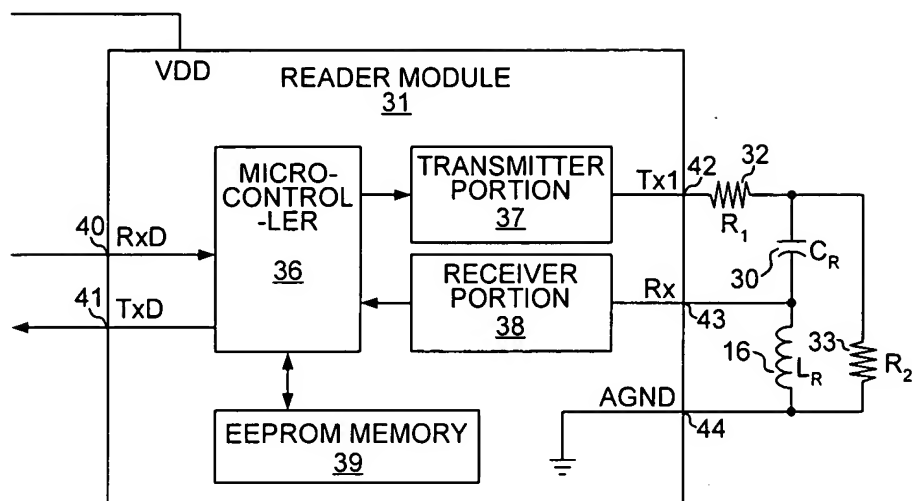 VDD
READER MODULE
31
MICRO-
CONTROL
-LER
36
TRANSMITTER
PORTION
37
Tx1
42
32
R1
40
RxD
41
TxD
RECEIVER
PORTION
38
Rx
43
30
CR
16
LR
33
R2
AGND
44
EEPROM MEMORY
39